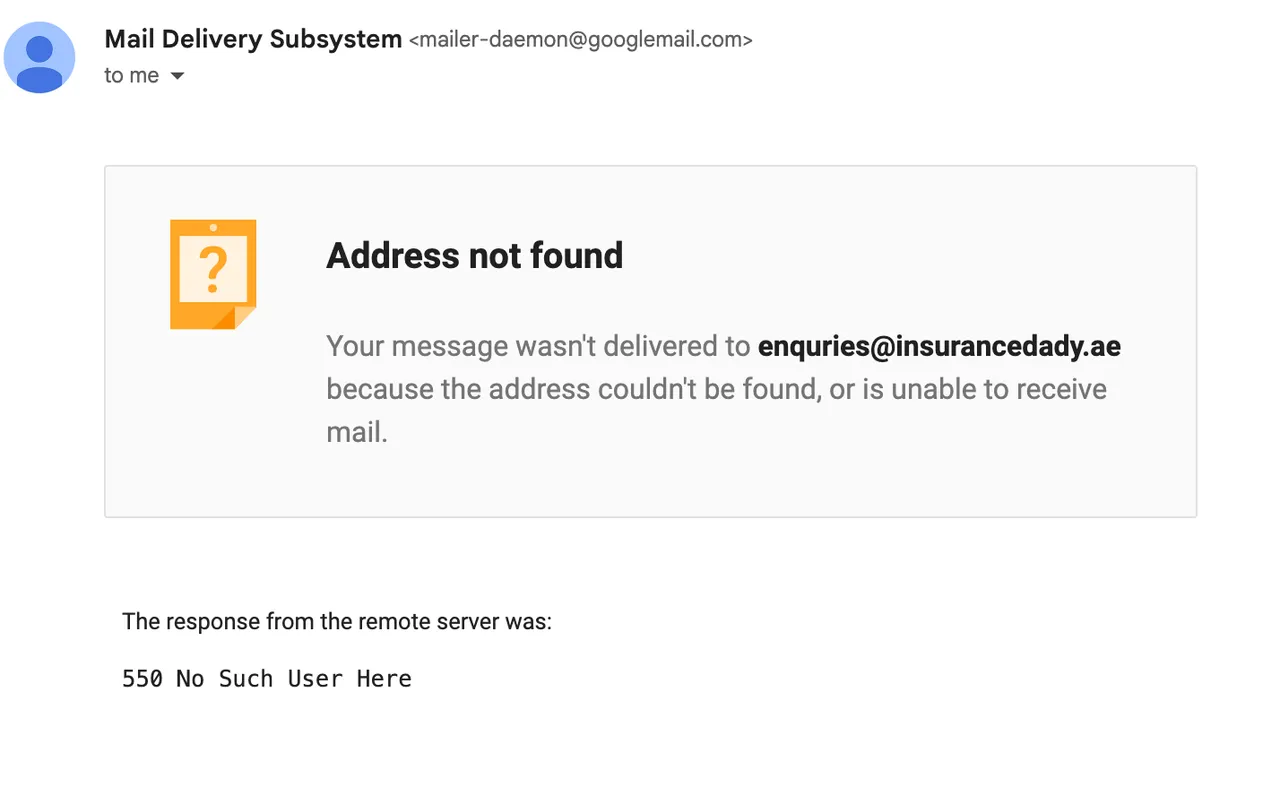 Mail Delivery Subsystem <mailer-daemon@googlemail.com>
to me
?
Address not found
Your message wasn't delivered to enquries@insurancedady.ae
because the address couldn't be found, or is unable to receive
mail.
The response from the remote server was:
550 No Such User Here